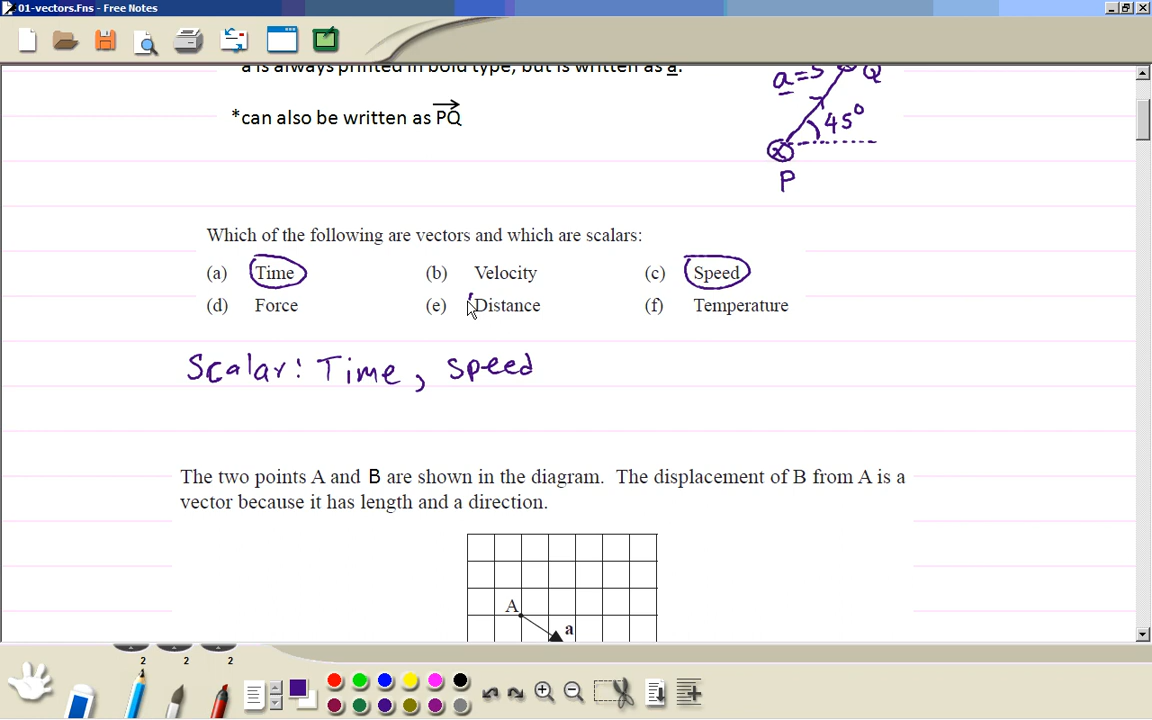 01-vectors.Fns - Free Notes
a is always printed in bold type, but is written as a.
a = 5 Q
*can also be written as PQ
45°
P
Which of the following are vectors and which are scalars:
(a) Time (b) Velocity (c) Speed
(d) Force (e) Distance (f) Temperature
Scalar: Time, speed
The two points A and B are shown in the diagram. The displacement of B from A is a
vector because it has length and a direction.
A
a
2 2 2